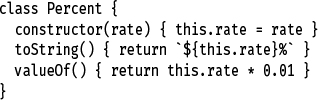 class Percent {
  constructor(rate) { this.rate = rate }
  toString() { return `${this.rate}%` }
  valueOf() { return this.rate * 0.01 }
}